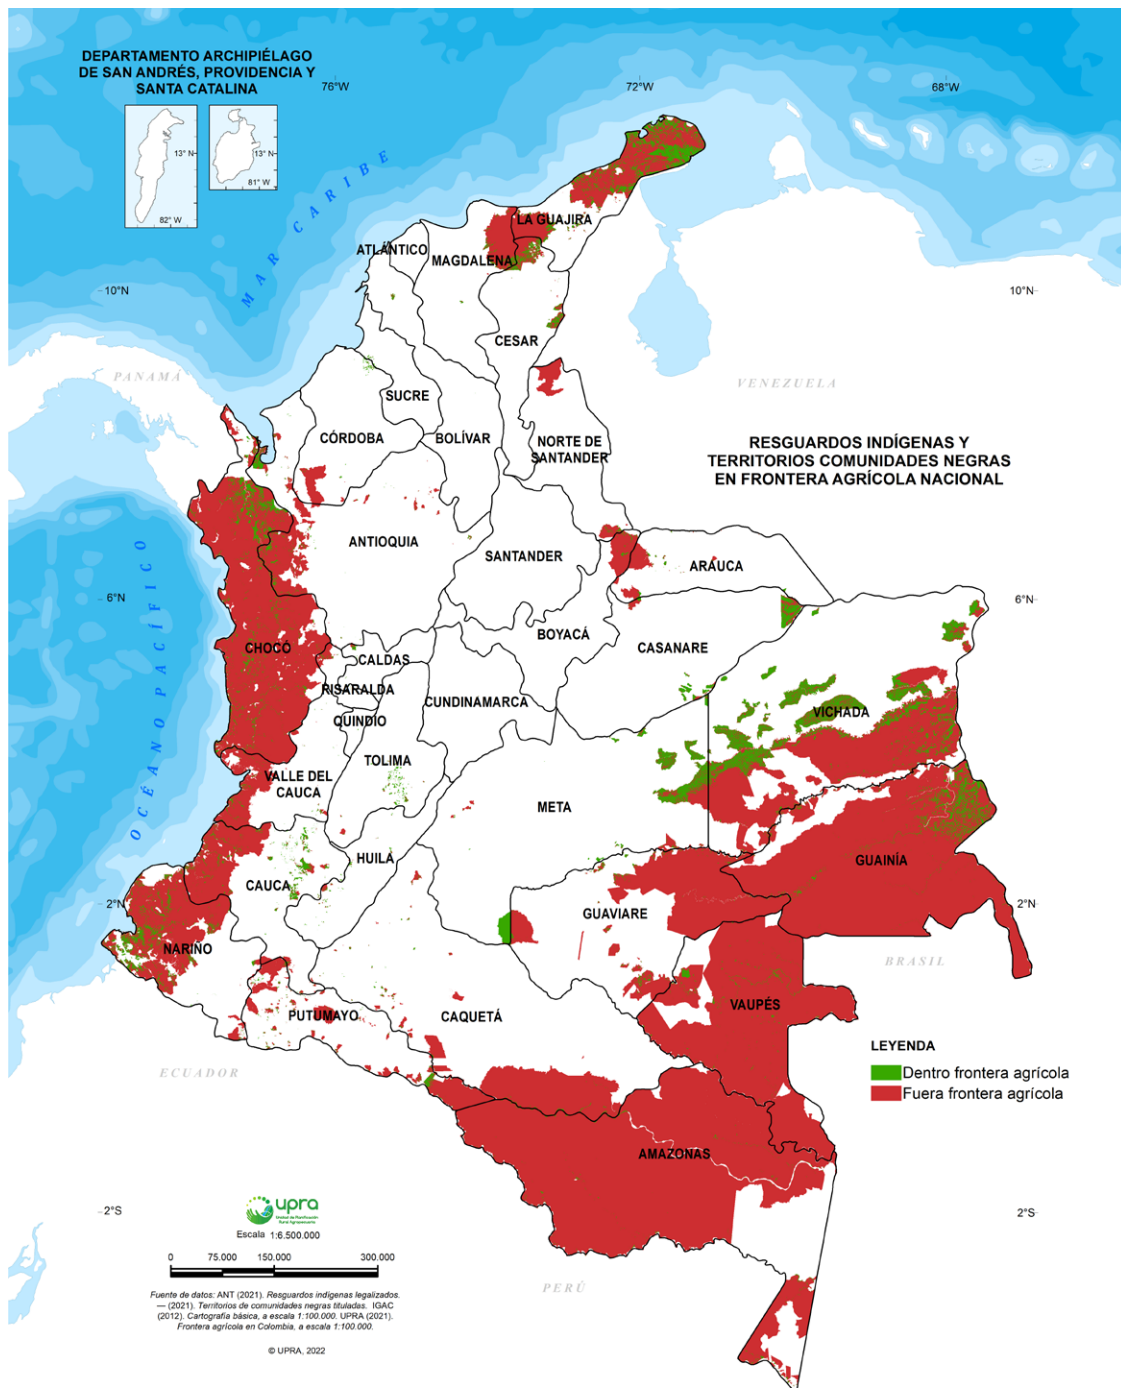 DEPARTAMENTO ARCHIPIÉLAGO
DE SAN ANDRÉS, PROVIDENCIA Y
SANTA CATALINA
76°W
72°W
68°W
13° N
82° W
13° N
81° W
MAR CARIBE
LA GUAJIRA
ATLÁNTICO
MAGDALENA
10°N
10°N
CESAR
PANAMÁ
VENEZUELA
SUCRE
CÓRDOBA
BOLÍVAR
NORTE DE
SANTANDER
RESGUARDOS INDÍGENAS Y
TERRITORIOS COMUNIDADES NEGRAS
EN FRONTERA AGRÍCOLA NACIONAL
ANTIOQUIA
SANTANDER
ARAUCA
OCÉANO PACÍFICO
6°N
6°N
BOYACÁ
CHOCÓ
CASANARE
CALDAS
RISARALDA
CUNDINAMARCA
QUINDIO
VICHADA
TOLIMA
VALLE DEL
CAUCA
META
HUILA
GUAINÍA
CAUCA
2°N
GUAVIARE
2°N
NARIÑO
BRASIL
VAUPÉS
PUTUMAYO
CAQUETÁ
ECUADOR
LEYENDA
Dentro frontera agrícola
Fuera frontera agrícola
AMAZONAS
upra
Unidad de Planificación
Rural Agropecuaria
2°S
2°S
Escala 1:6.500.000
0 75.000 150.000 300.000
PERÚ
Fuente de datos: ANT (2021). Resguardos indígenas legalizados.
— (2021). Territorios de comunidades negras tituladas. IGAC
(2012). Cartografía básica, a escala 1:100.000. UPRA (2021).
Frontera agrícola en Colombia, a escala 1:100.000.
© UPRA, 2022